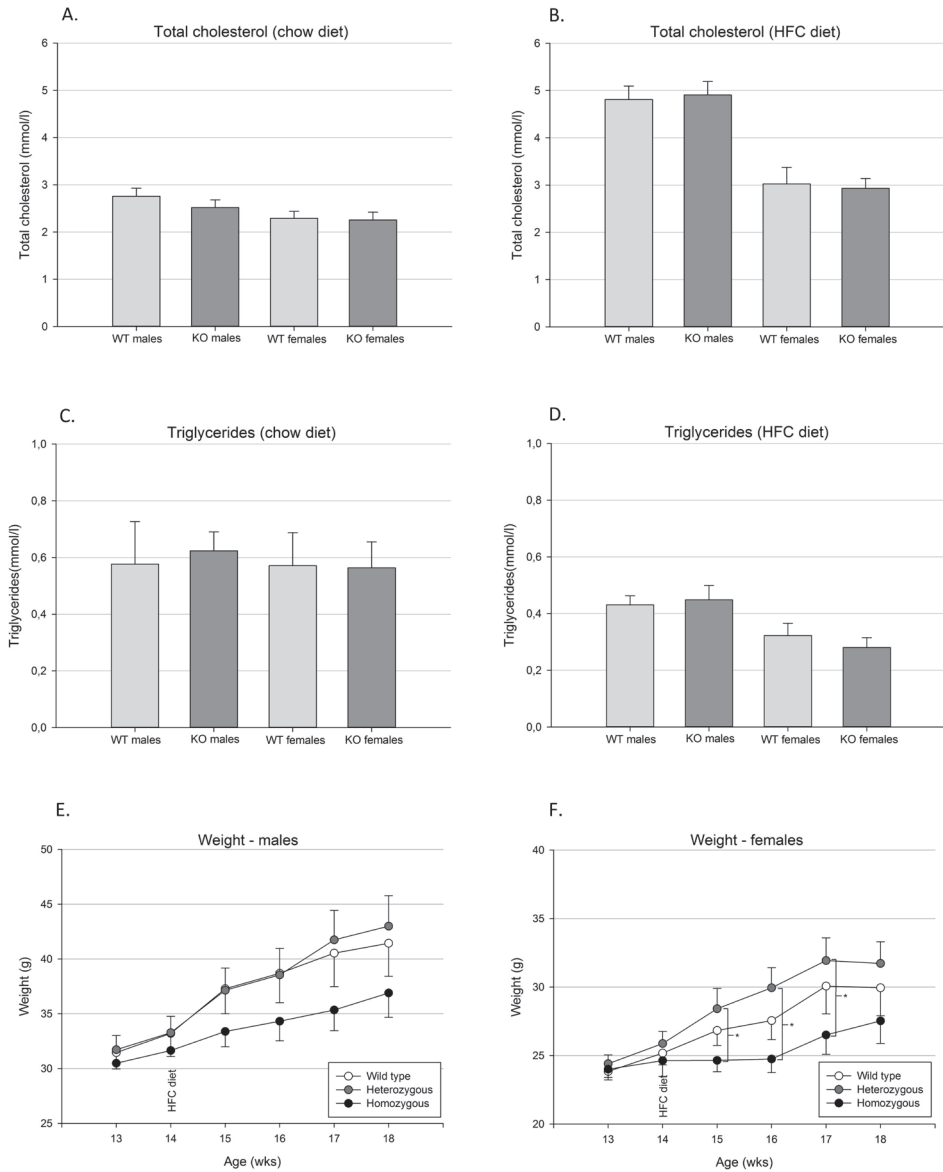 A.
Total cholesterol (chow diet)
Total cholesterol (mmol/l)
6
5
4
3
2
1
0
WT males KO males WT females KO females
B.
Total cholesterol (HFC diet)
Total cholesterol (mmol/l)
6
5
4
3
2
1
0
WT males KO males WT females KO females
C.
Triglycerides (chow diet)
Triglycerides(mmol/l)
1,0
0,8
0,6
0,4
0,2
0,0
WT males KO males WT females KO females
D.
Triglycerides (HFC diet)
Triglycerides(mmol/l)
1,0
0,8
0,6
0,4
0,2
0,0
WT males KO males WT females KO females
E.
Weight - males
Weight (g)
50
45
40
35
30
25
HFC diet
Wild type
Heterozygous
Homozygous
13 14 15 16 17 18
Age (wks)
F.
Weight - females
Weight (g)
40
35
30
25
20
*
*
*
HFC diet
Wild type
Heterozygous
Homozygous
13 14 15 16 17 18
Age (wks)